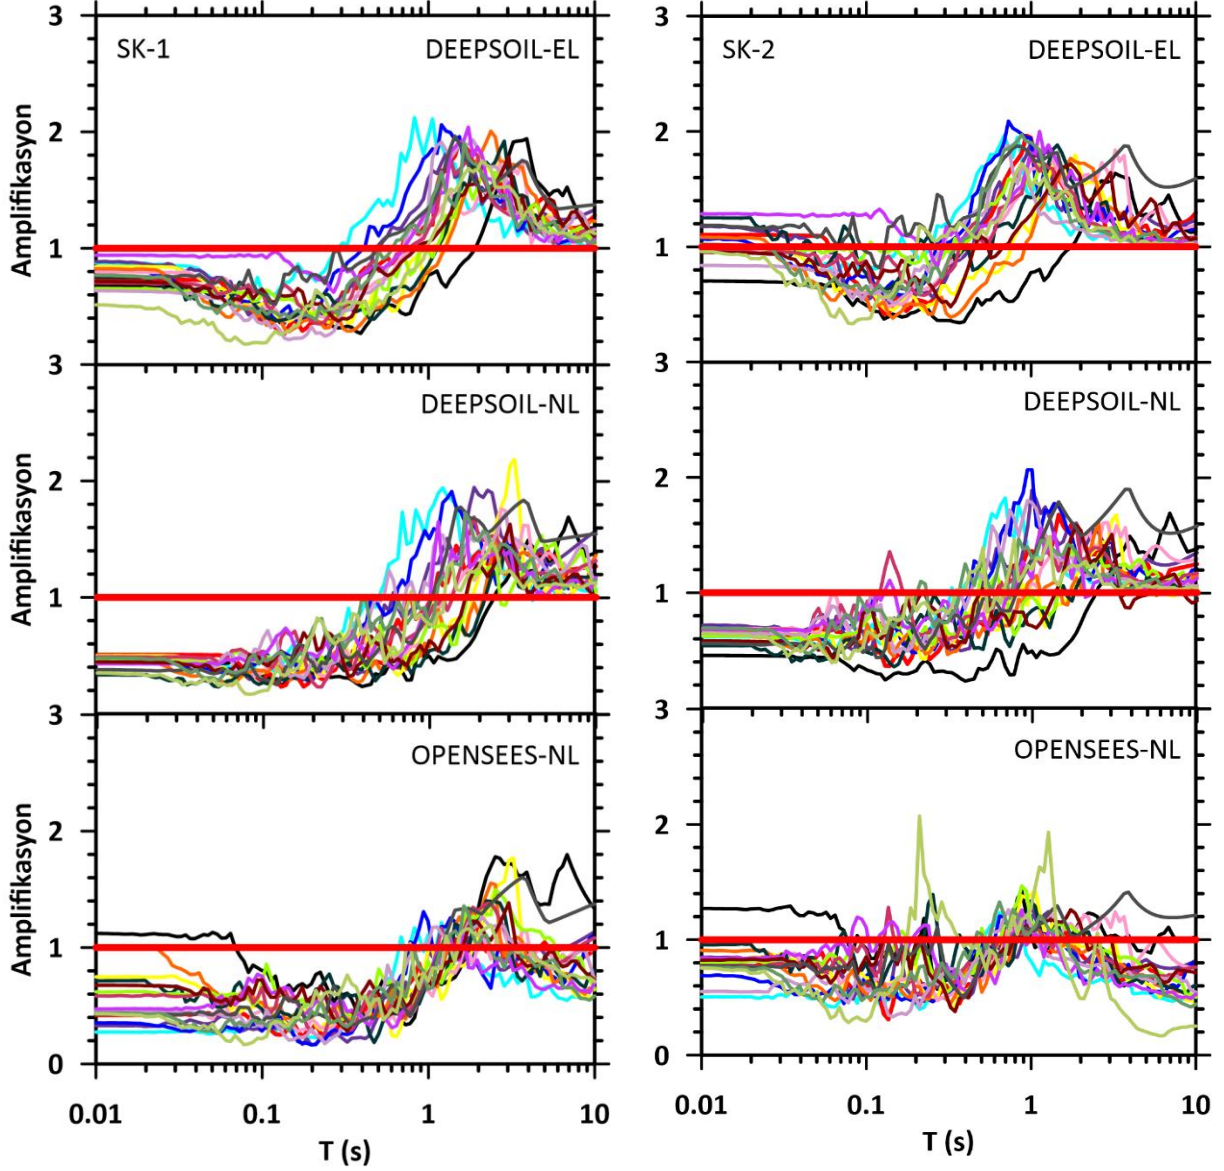 3
SK-1 DEEPSOIL-EL
2
Amplifikasyon
1
3
DEEPSOIL-NL
2
Amplifikasyon
1
3
OPENSEES-NL
2
Amplifikasyon
1
0
0.01 0.1 1 10
T (s)
3
SK-2 DEEPSOIL-EL
2
1
3
DEEPSOIL-NL
2
1
3
OPENSEES-NL
2
1
0
0.01 0.1 1 10
T (s)